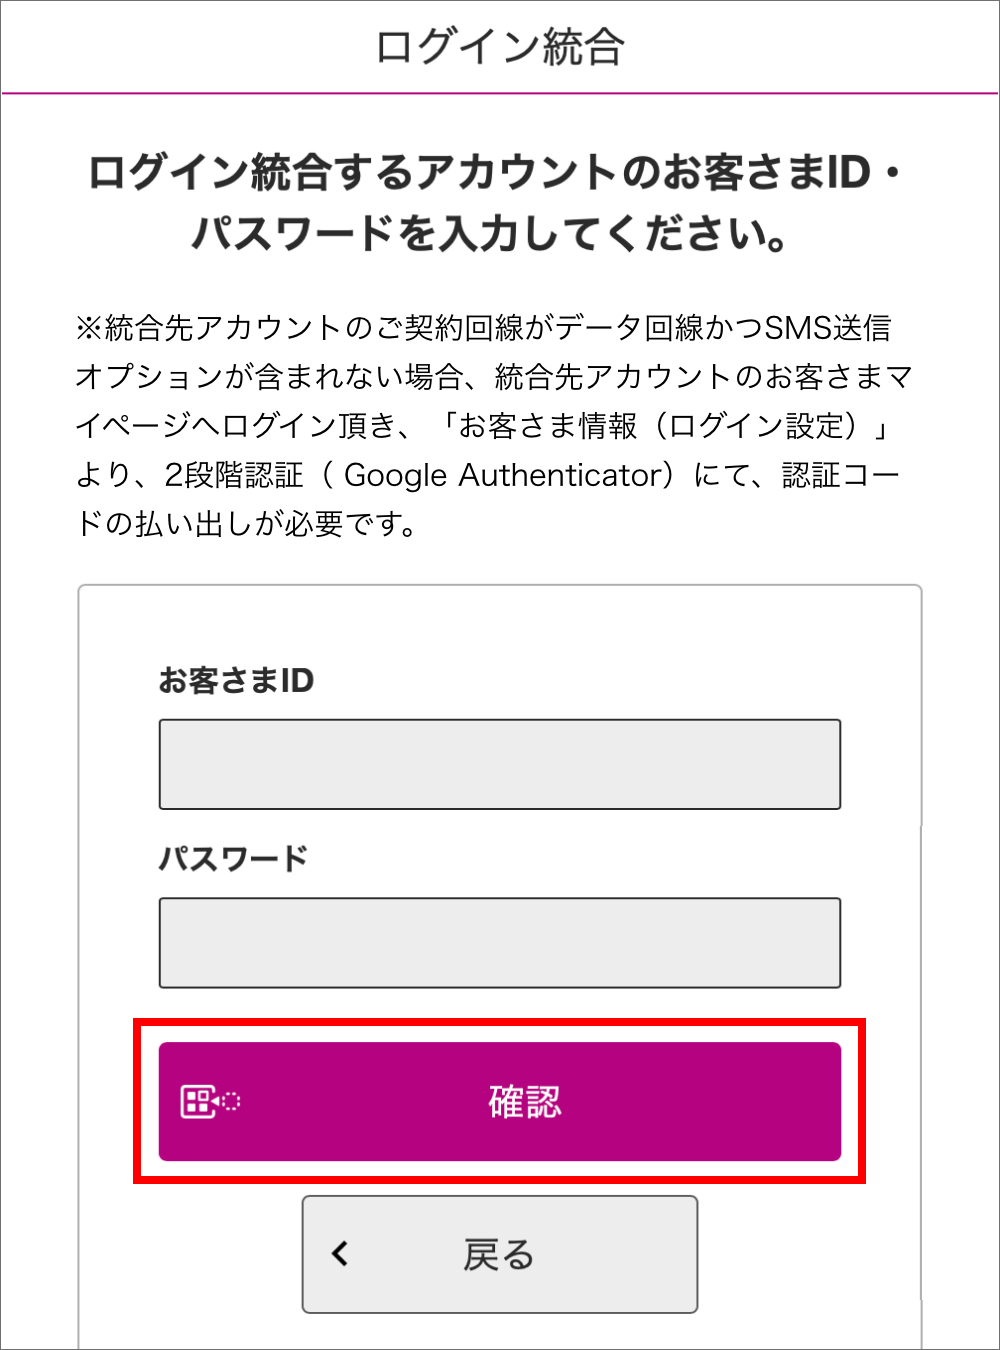 ログイン統合
ログイン統合するアカウントのお客さまID・
パスワードを入力してください。
※統合先アカウントのご契約回線がデータ回線かつSMS送信
オプションが含まれない場合、統合先アカウントのお客さまマ
イページへログイン頂き、「お客さま情報（ログイン設定）」
より、2段階認証（ Google Authenticator）にて、認証コー
ドの払い出しが必要です。
お客さまID
パスワード
確認
戻る